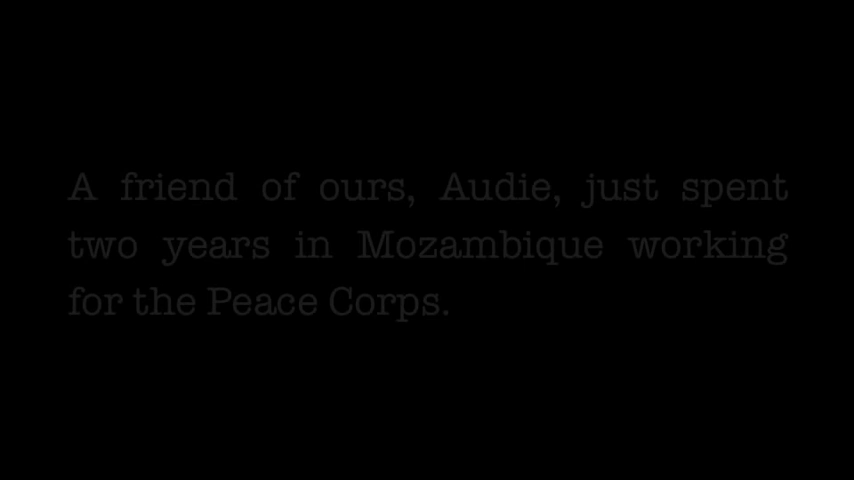 A friend of ours, Audie, just spent
two years in Mozambique working
for the Peace Corps.